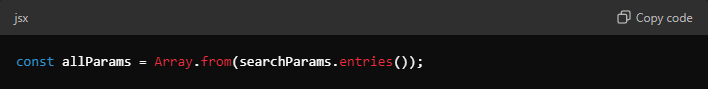 jsx
Copy code
const allParams = Array.from(searchParams.entries());